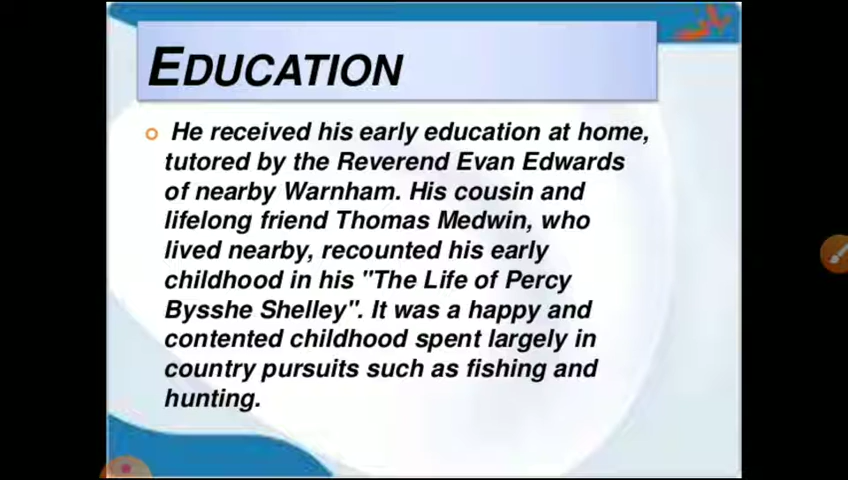 EDUCATION
He received his early education at home,
tutored by the Reverend Evan Edwards
of nearby Warnham. His cousin and
lifelong friend Thomas Medwin, who
lived nearby, recounted his early
childhood in his "The Life of Percy
Bysshe Shelley". It was a happy and
contented childhood spent largely in
country pursuits such as fishing and
hunting.